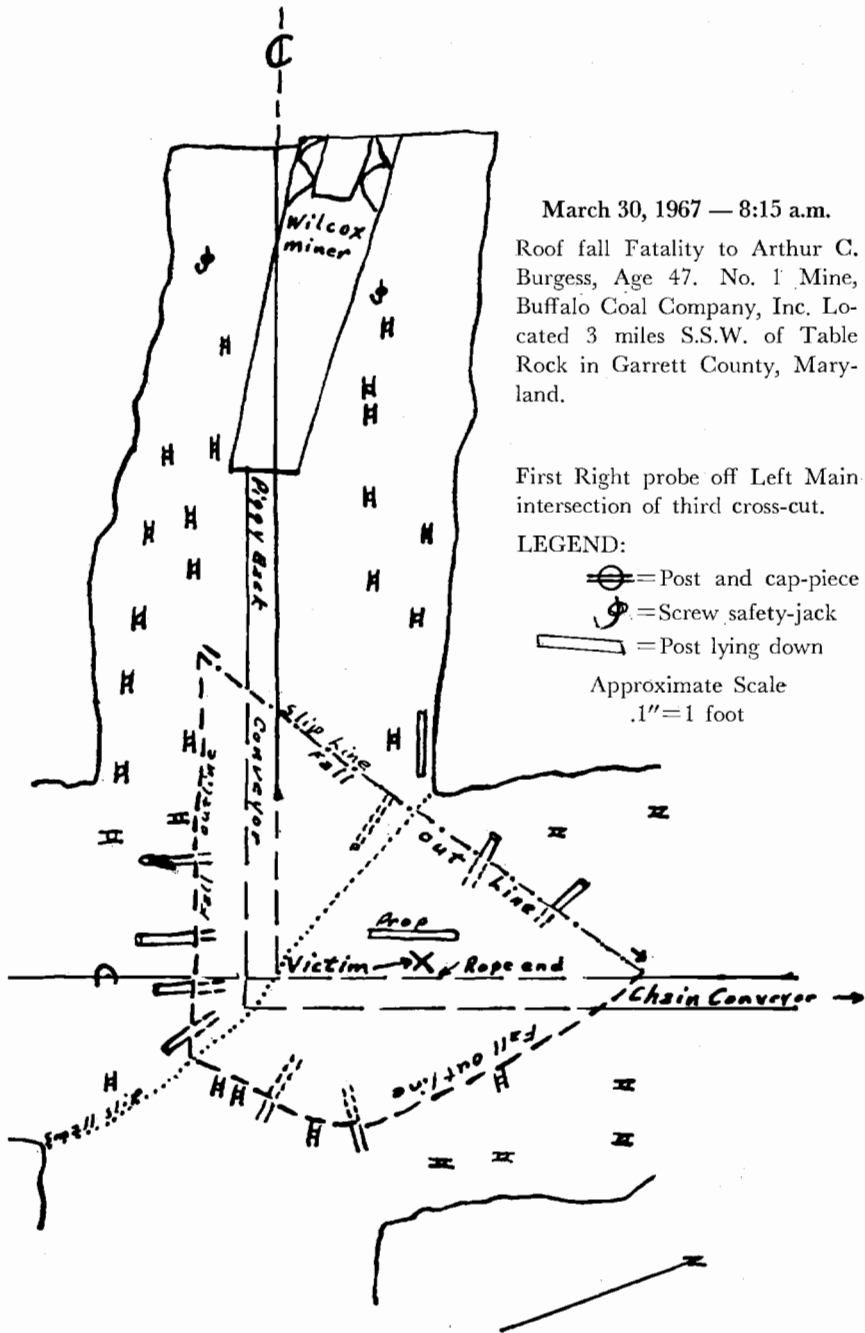 ℄
Wilcox
miner
March 30, 1967 — 8:15 a.m.
Roof fall Fatality to Arthur C.
Burgess, Age 47. No. 1 Mine,
Buffalo Coal Company, Inc. Lo-
cated 3 miles S.S.W. of Table
Rock in Garrett County, Mary-
land.
First Right probe off Left Main
intersection of third cross-cut.
LEGEND:
=Post and cap-piece
=Screw safety-jack
=Post lying down
Approximate Scale
.1″=1 foot
Piggy Back
Conveyor
Slip Line
Fall
out
Line
Fall outline
Prop
Victim
Rope end
Chain Conveyor
Fall out line
Small slip
N